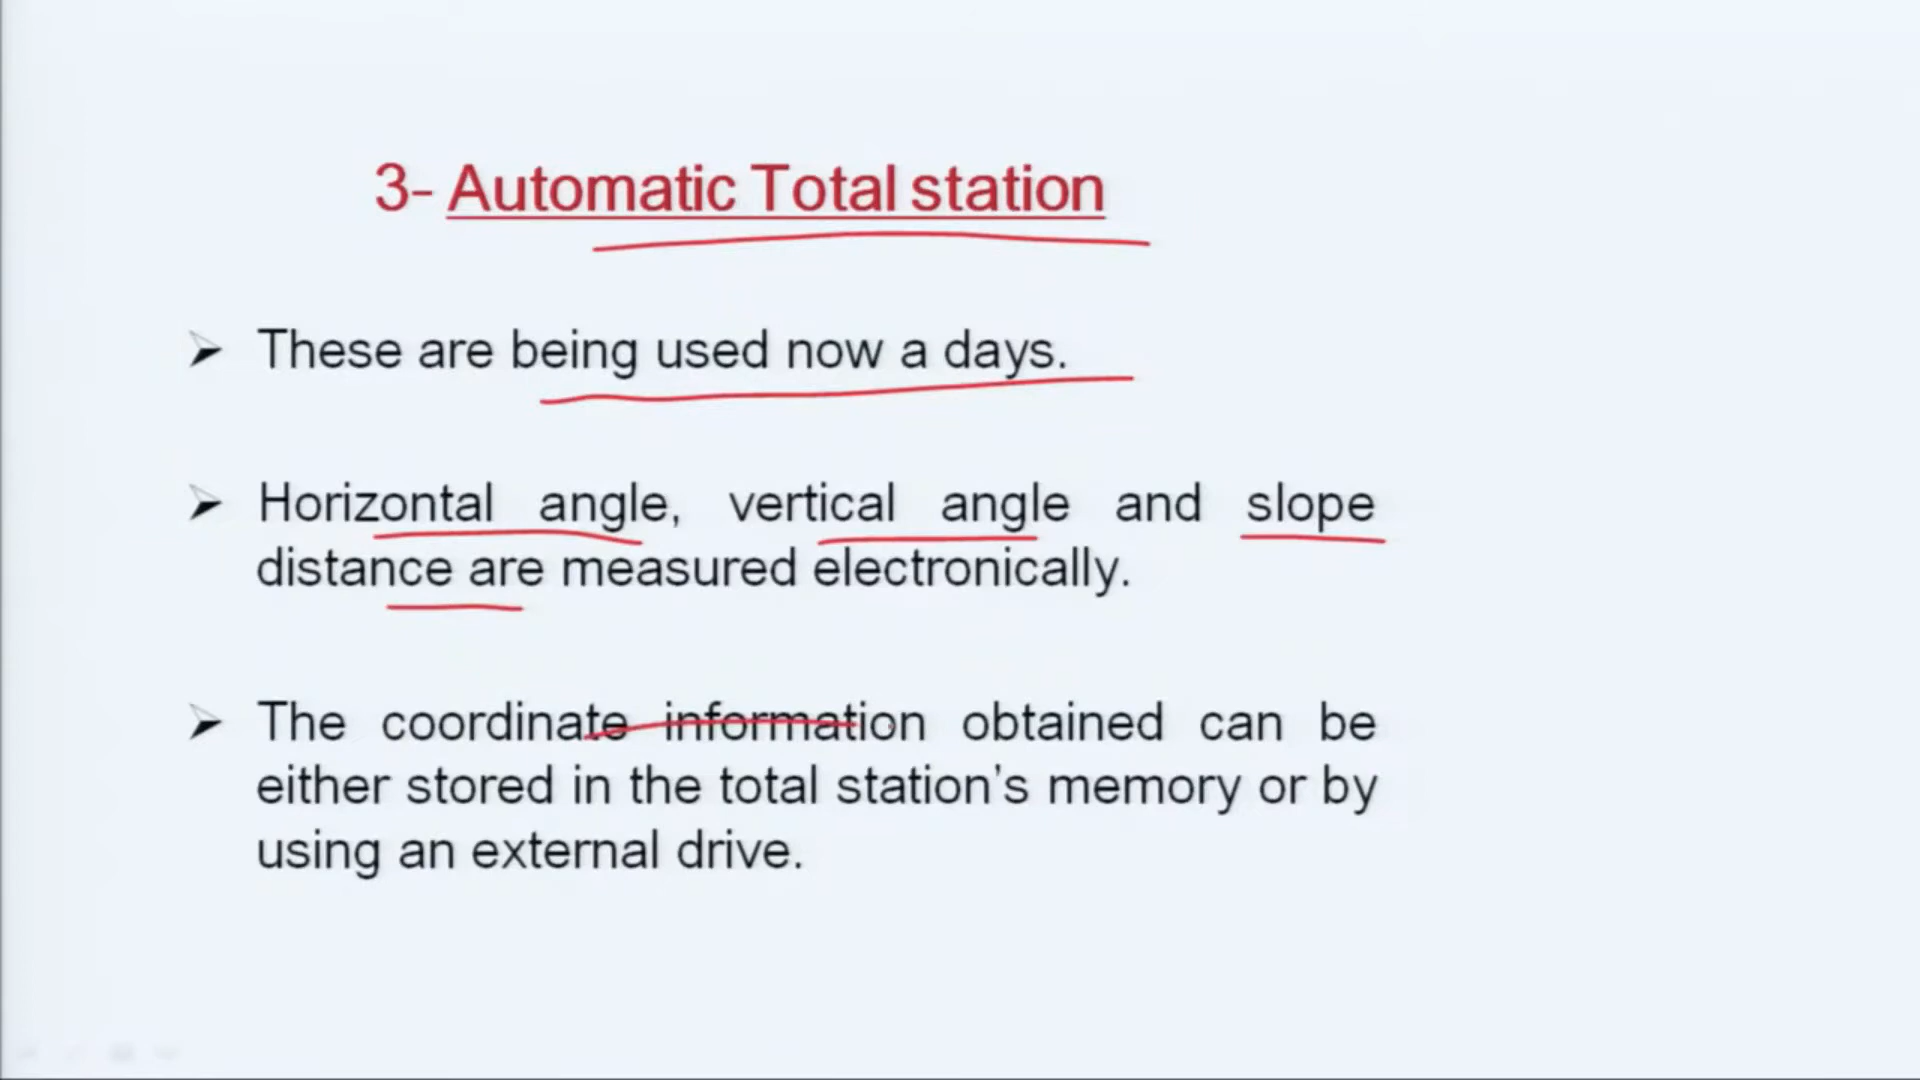 3- Automatic Total station
➢ These are being used now a days.
➢ Horizontal angle, vertical angle and slope
distance are measured electronically.
➢ The coordinate information obtained can be
either stored in the total station's memory or by
using an external drive.